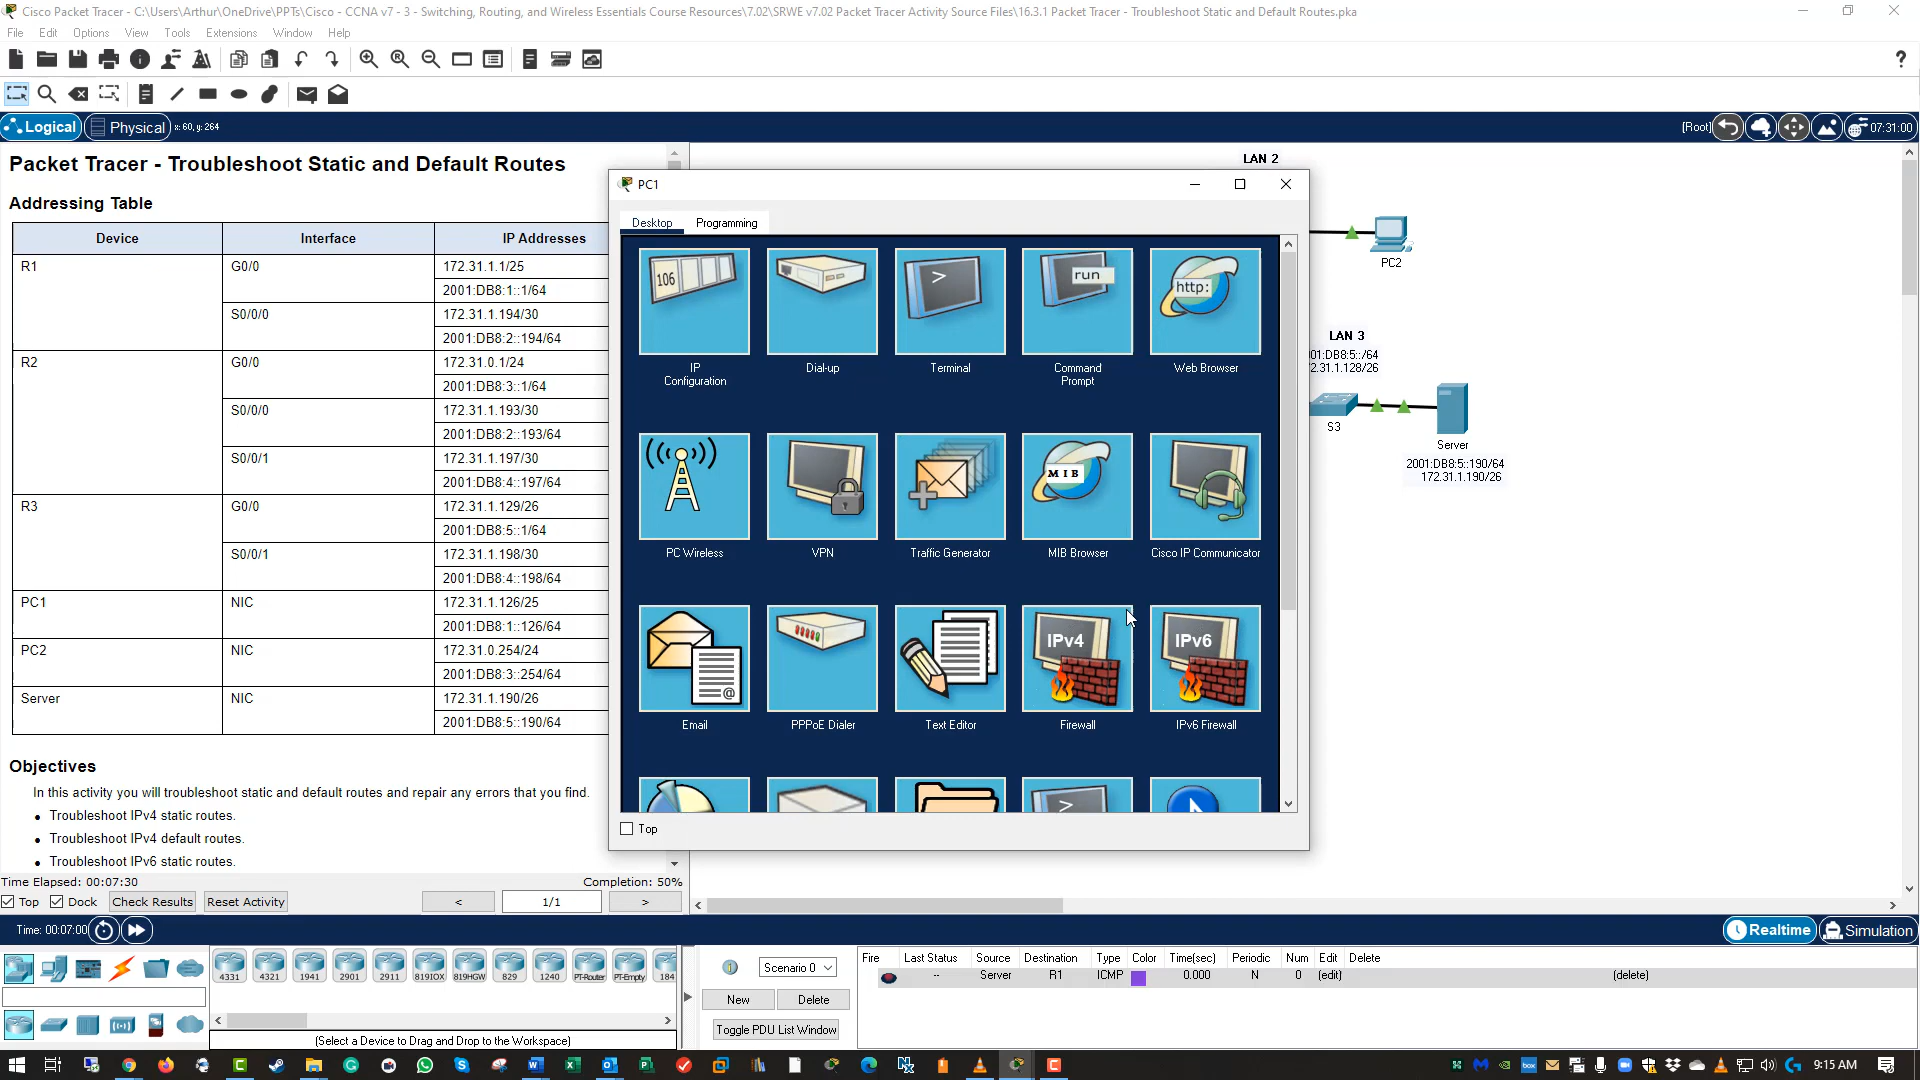 Cisco Packet Tracer - C:\Users\Arthur\OneDrive\PPTs\Cisco - CCNA v7 - 3 - Switching, Routing, and Wireless Essentials Course Resources\7.02\SRWE v7.02 Packet Tracer Activity Source Files\16.3.1 Packet Tracer - Troubleshoot Static and Default Routes.pka
File Edit Options View Tools Extensions Window Help
Logical Physical x: 60, y: 264
[Root] 07:31:00
Packet Tracer - Troubleshoot Static and Default Routes
Addressing Table
Device Interface IP Addresses
R1 G0/0 172.31.1.1/25
2001:DB8:1::1/64
S0/0/0 172.31.1.194/30
2001:DB8:2::194/64
R2 G0/0 172.31.0.1/24
2001:DB8:3::1/64
S0/0/0 172.31.1.193/30
2001:DB8:2::193/64
S0/0/1 172.31.1.197/30
2001:DB8:4::197/64
R3 G0/0 172.31.1.129/26
2001:DB8:5::1/64
S0/0/1 172.31.1.198/30
2001:DB8:4::198/64
PC1 NIC 172.31.1.126/25
2001:DB8:1::126/64
PC2 NIC 172.31.0.254/24
2001:DB8:3::254/64
Server NIC 172.31.1.190/26
2001:DB8:5::190/64
Objectives
In this activity you will troubleshoot static and default routes and repair any errors that you find.
Troubleshoot IPv4 static routes.
Troubleshoot IPv4 default routes.
Troubleshoot IPv6 static routes.
Time Elapsed: 00:07:30 Completion: 50%
Top Dock Check Results Reset Activity < 1/1 >
PC1
Desktop Programming
106
>
run
http:
IP
Configuration
Dial-up
Terminal
Command
Prompt
Web Browser
MIB
PC Wireless
VPN
Traffic Generator
MIB Browser
Cisco IP Communicator
@
IPv4
IPv6
Email
PPPoE Dialer
Text Editor
Firewall
IPv6 Firewall
>
Top
LAN 2
PC2
LAN 3
01:DB8:5::/64
2.31.1.128/26
S3
Server
2001:DB8:5::190/64
172.31.1.190/26
Time: 00:07:00
Realtime Simulation
4331 4321 1941 2901 2911 819IOX 819HGW 829 1240 PT-Router PT-Empty 184
(Select a Device to Drag and Drop to the Workspace)
Scenario 0
New Delete
Toggle PDU List Window
Fire Last Status Source Destination Type Color Time(sec) Periodic Num Edit Delete
-- Server R1 ICMP 0.000 N 0 (edit) (delete)
9:15 AM